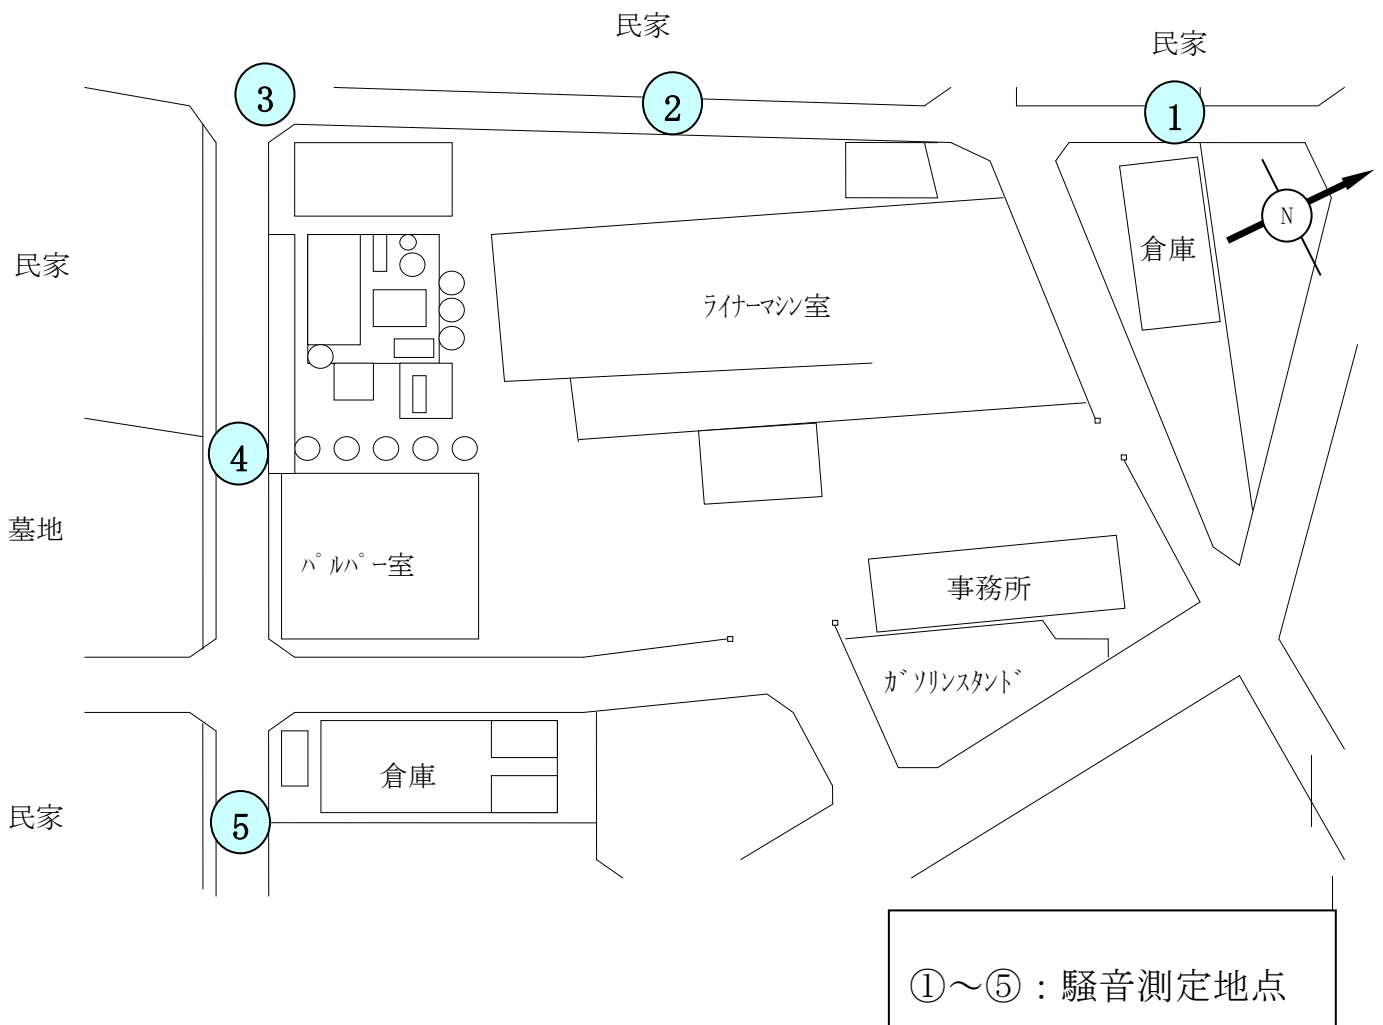 民家
民家
3
2
1
N
倉庫
民家
ライナーマシン室
4
墓地
パルパー室
事務所
ガソリンスタンド
倉庫
民家
5
①～⑤：騒音測定地点